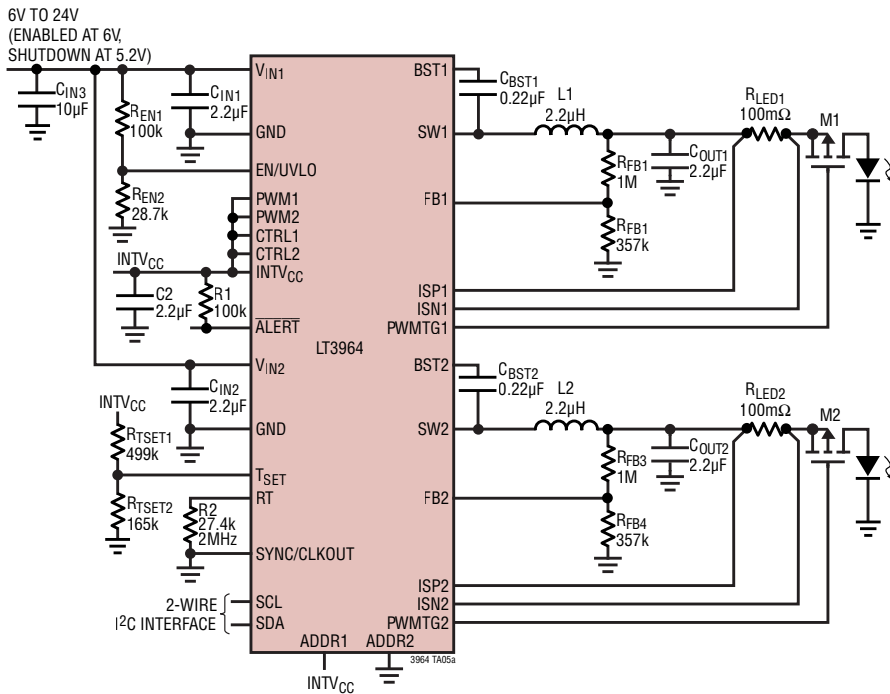 6V TO 24V
(ENABLED AT 6V,
SHUTDOWN AT 5.2V)
CIN3
10µF
REN1
100k
CIN1
2.2µF
REN2
28.7k
INTVCC
C2
2.2µF
R1
100k
CIN2
2.2µF
INTVCC
RTSET1
499k
RTSET2
165k
R2
27.4k
2MHz
2-WIRE
I²C INTERFACE
VIN1
GND
EN/UVLO
PWM1
PWM2
CTRL1
CTRL2
INTVCC
ALERT
LT3964
VIN2
GND
TSET
RT
SYNC/CLKOUT
SCL
SDA
ADDR1
ADDR2
INTVCC
3964 TA05a
BST1
SW1
FB1
ISP1
ISN1
PWMTG1
BST2
SW2
FB2
ISP2
ISN2
PWMTG2
CBST1
0.22µF
L1
2.2µH
RFB1
1M
RFB1
357k
COUT1
2.2µF
RLED1
100mΩ
M1
CBST2
0.22µF
L2
2.2µH
RFB3
1M
RFB4
357k
COUT2
2.2µF
RLED2
100mΩ
M2